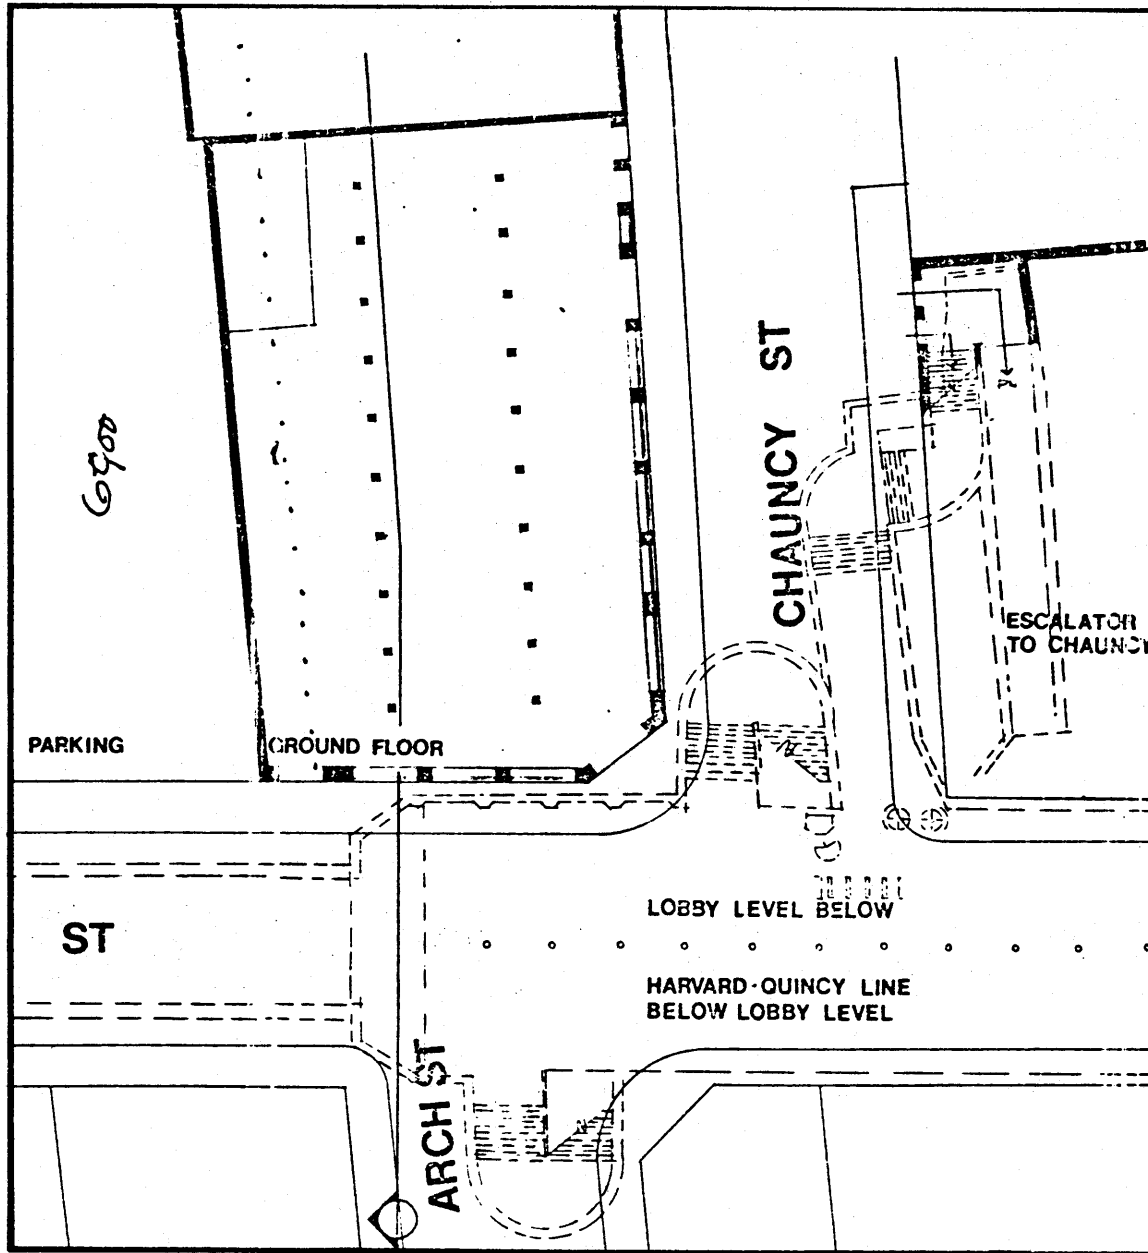 CHAUNCY ST
6400
ESCALATOR
TO CHAUNCY
PARKING
GROUND FLOOR
LOBBY LEVEL BELOW
ST
HARVARD-QUINCY LINE
BELOW LOBBY LEVEL
ARCH ST